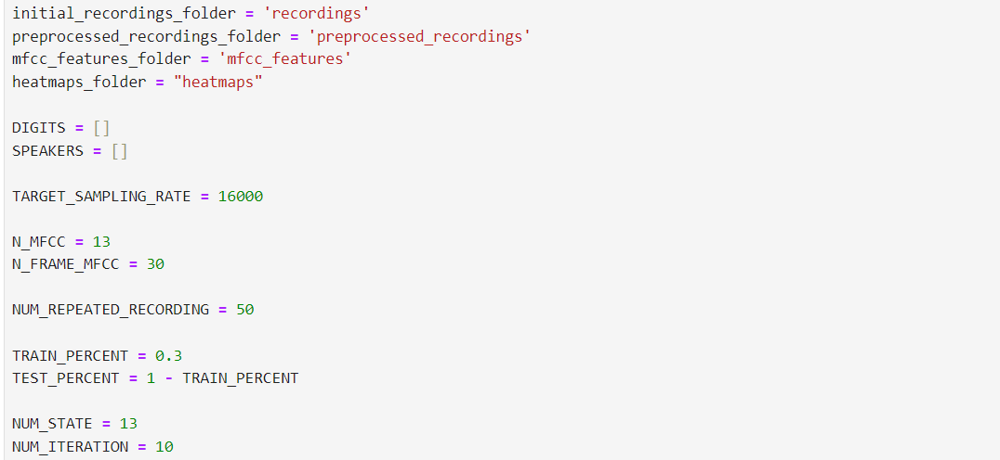 initial_recordings_folder = 'recordings'
preprocessed_recordings_folder = 'preprocessed_recordings'
mfcc_features_folder = 'mfcc_features'
heatmaps_folder = "heatmaps"
DIGITS = []
SPEAKERS = []
TARGET_SAMPLING_RATE = 16000
N_MFCC = 13
N_FRAME_MFCC = 30
NUM_REPEATED_RECORDING = 50
TRAIN_PERCENT = 0.3
TEST_PERCENT = 1 - TRAIN_PERCENT
NUM_STATE = 13
NUM_ITERATION = 10